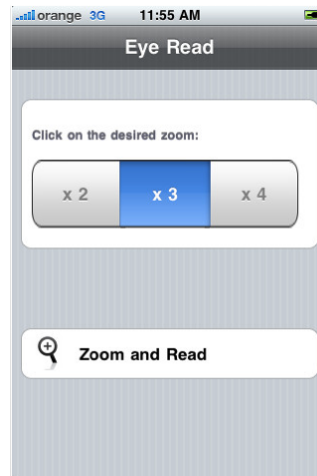 orange 3G 11:55 AM
Eye Read
Click on the desired zoom:
x 2 x 3 x 4
Zoom and Read